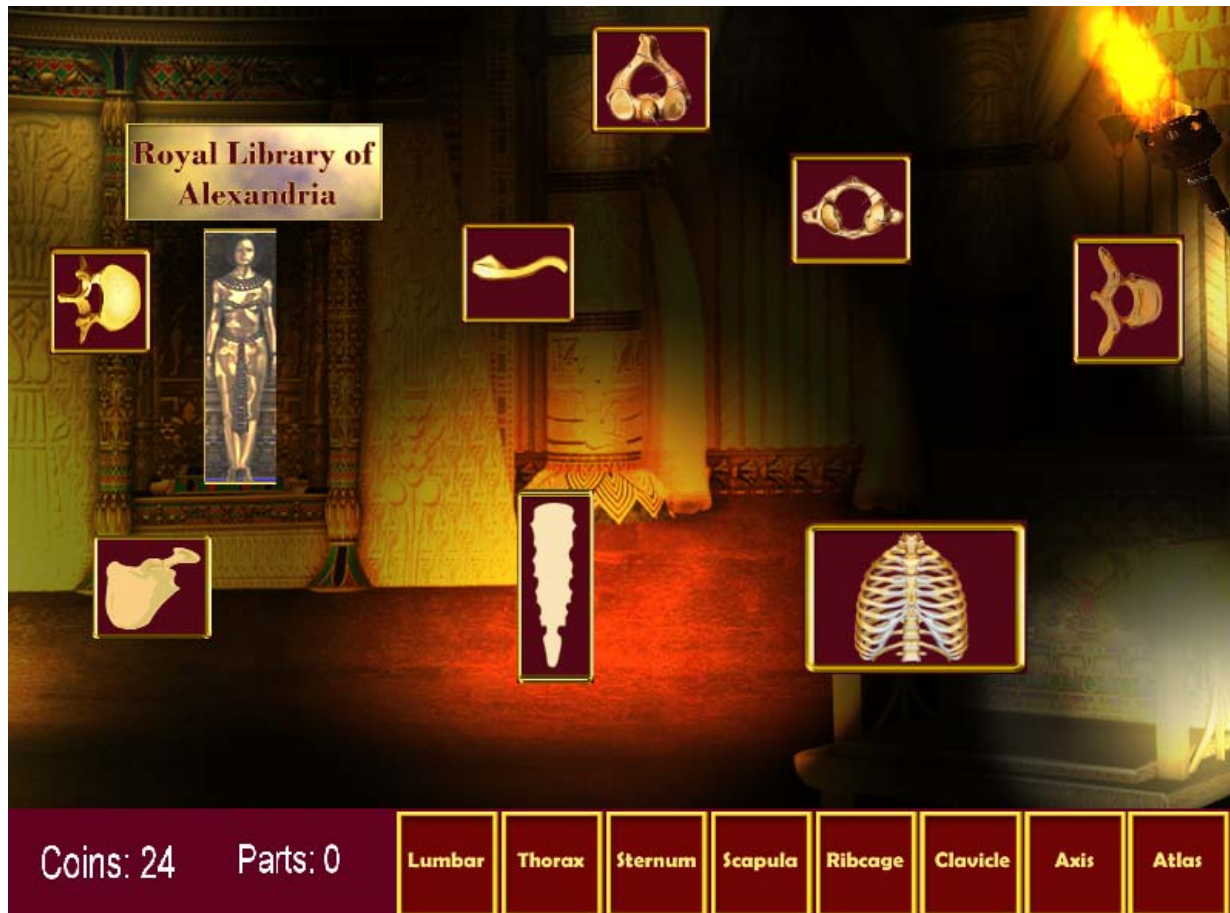 Royal Library of
Alexandria
Coins: 24
Parts: 0
Lumbar
Thorax
Sternum
Scapula
Ribcage
Clavicle
Axis
Atlas